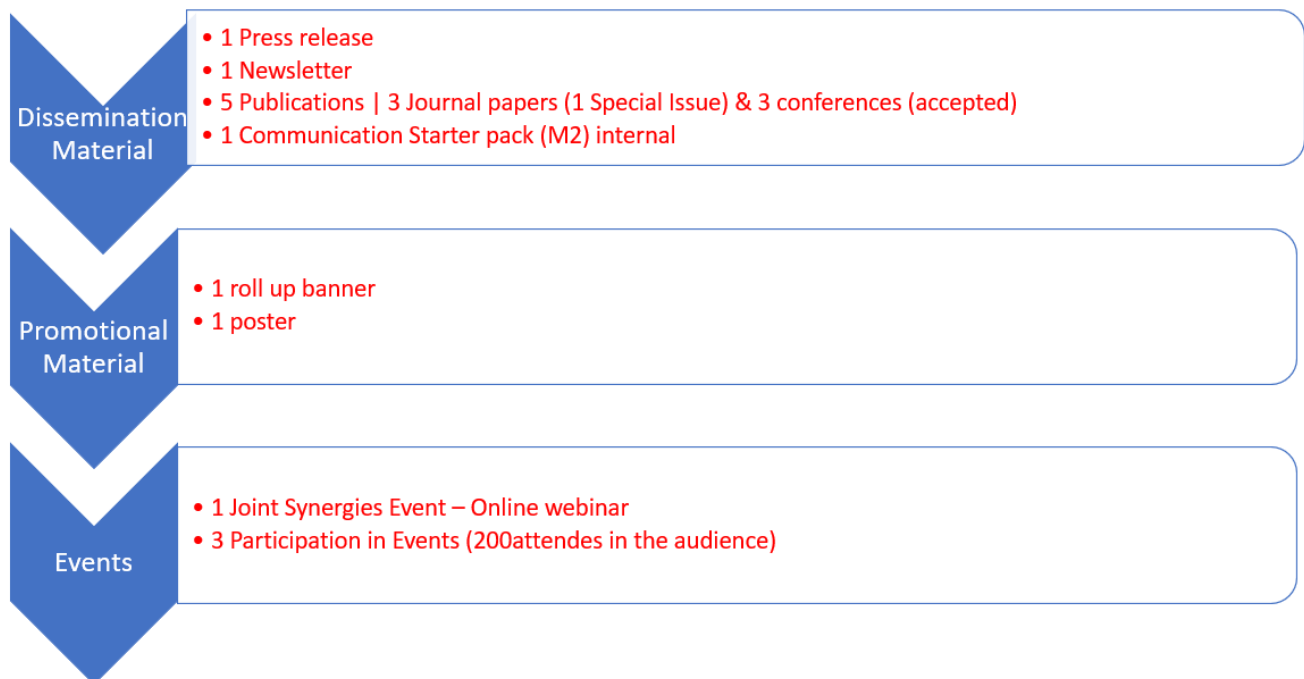 Dissemination
Material
• 1 Press release
• 1 Newsletter
• 5 Publications | 3 Journal papers (1 Special Issue) & 3 conferences (accepted)
• 1 Communication Starter pack (M2) internal
Promotional
Material
• 1 roll up banner
• 1 poster
Events
• 1 Joint Synergies Event – Online webinar
• 3 Participation in Events (200attendes in the audience)